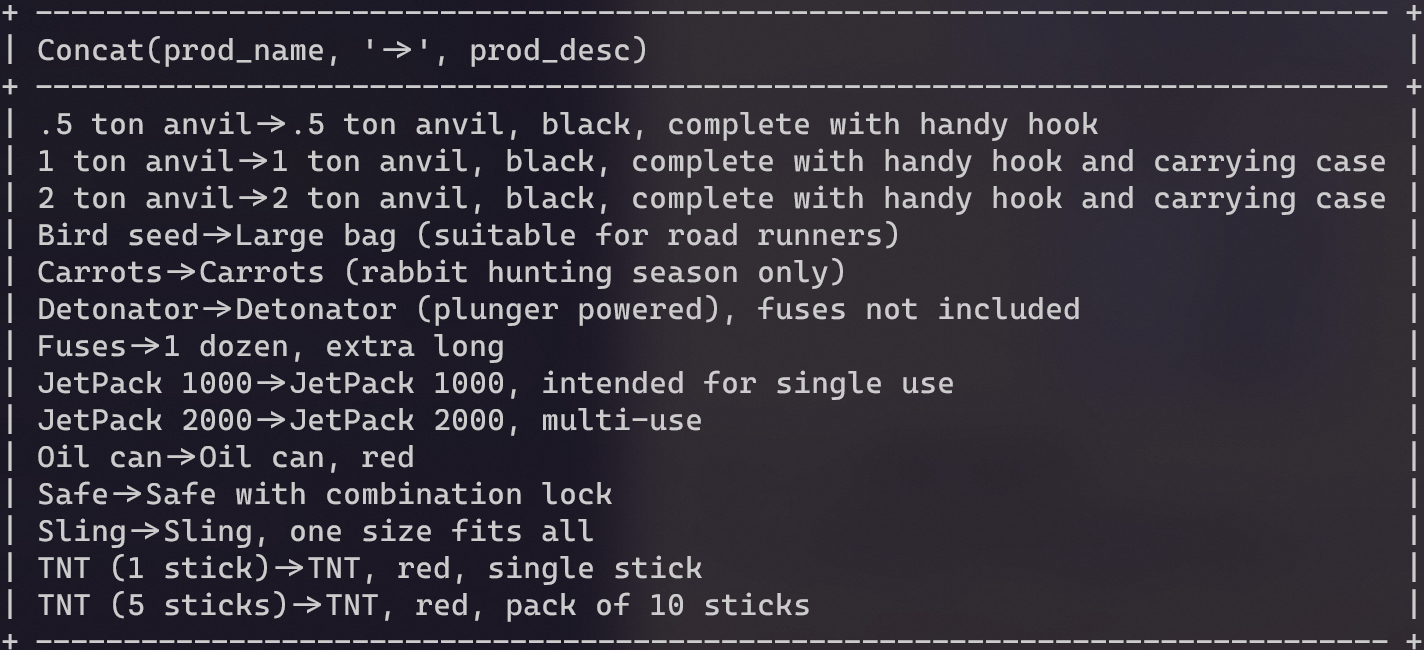 + --------------------------------------------------------------------------- +
| Concat(prod_name, '->', prod_desc)                                          |
+ --------------------------------------------------------------------------- +
| .5 ton anvil->.5 ton anvil, black, complete with handy hook                 |
| 1 ton anvil->1 ton anvil, black, complete with handy hook and carrying case |
| 2 ton anvil->2 ton anvil, black, complete with handy hook and carrying case |
| Bird seed->Large bag (suitable for road runners)                            |
| Carrots->Carrots (rabbit hunting season only)                               |
| Detonator->Detonator (plunger powered), fuses not included                  |
| Fuses->1 dozen, extra long                                                  |
| JetPack 1000->JetPack 1000, intended for single use                         |
| JetPack 2000->JetPack 2000, multi-use                                       |
| Oil can->Oil can, red                                                       |
| Safe->Safe with combination lock                                            |
| Sling->Sling, one size fits all                                             |
| TNT (1 stick)->TNT, red, single stick                                       |
| TNT (5 sticks)->TNT, red, pack of 10 sticks                                 |
+ --------------------------------------------------------------------------- +